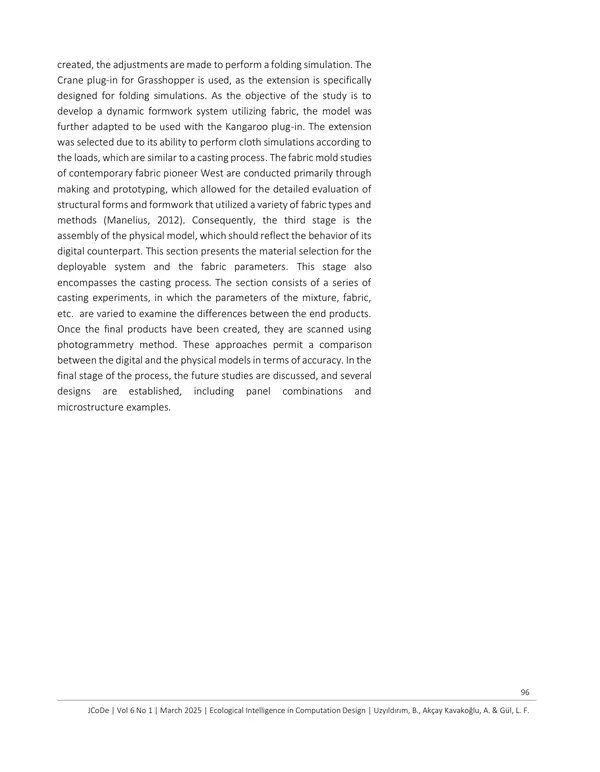 created, the adjustments are made to perform a folding simulation. The
Crane plug-in for Grasshopper is used, as the extension is specifically
designed for folding simulations. As the objective of the study is to
develop a dynamic formwork system utilizing fabric, the model was
further adapted to be used with the Kangaroo plug-in. The extension
was selected due to its ability to perform cloth simulations according to
the loads, which are similar to a casting process. The fabric mold studies
of contemporary fabric pioneer West are conducted primarily through
making and prototyping, which allowed for the detailed evaluation of
structural forms and formwork that utilized a variety of fabric types and
methods (Manelius, 2012). Consequently, the third stage is the
assembly of the physical model, which should reflect the behavior of its
digital counterpart. This section presents the material selection for the
deployable system and the fabric parameters. This stage also
encompasses the casting process. The section consists of a series of
casting experiments, in which the parameters of the mixture, fabric,
etc. are varied to examine the differences between the end products.
Once the final products have been created, they are scanned using
photogrammetry method. These approaches permit a comparison
between the digital and the physical models in terms of accuracy. In the
final stage of the process, the future studies are discussed, and several
designs are established, including panel combinations and
microstructure examples.
96
JCoDe | Vol 6 No 1 | March 2025 | Ecological Intelligence in Computation Design | Uzyıldırım, B., Akçay Kavakoğlu, A. & Gül, L. F.